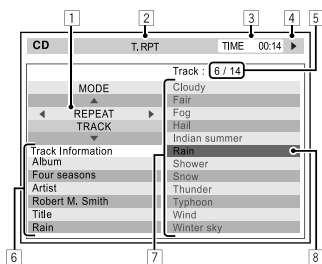 1 2 3 4 5
CD T.RPT TIME 00:14
Track : 6 / 14
MODE
REPEAT
TRACK
Track Information
Album
Four seasons
Artist
Robert M. Smith
Title
Rain
Cloudy
Fair
Fog
Hail
Indian summer
Rain
Shower
Snow
Thunder
Typhoon
Wind
Winter sky
6 7 8